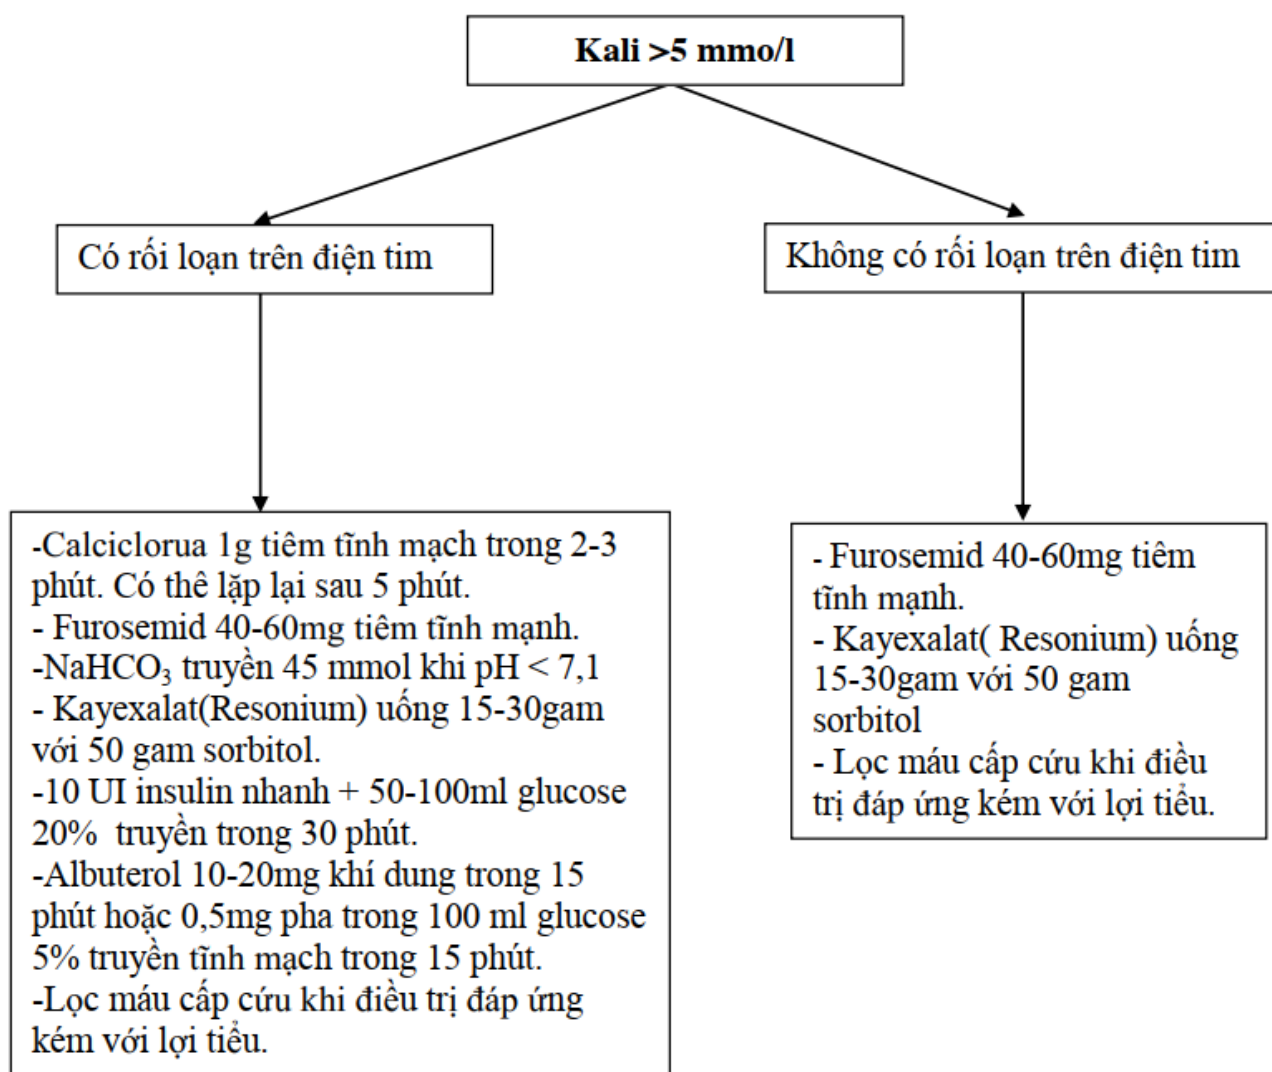 Kali >5 mmo/l
Có rối loạn trên điện tim
Không có rối loạn trên điện tim
-Calciclorua 1g tiêm tĩnh mạch trong 2-3
phút. Có thê lặp lại sau 5 phút.
- Furosemid 40-60mg tiêm tĩnh mạnh.
-NaHCO₃ truyền 45 mmol khi pH < 7,1
- Kayexalat(Resonium) uống 15-30gam
với 50 gam sorbitol.
-10 UI insulin nhanh + 50-100ml glucose
20% truyền trong 30 phút.
-Albuterol 10-20mg khí dung trong 15
phút hoặc 0,5mg pha trong 100 ml glucose
5% truyền tĩnh mạch trong 15 phút.
-Lọc máu cấp cứu khi điều trị đáp ứng
kém với lợi tiểu.
- Furosemid 40-60mg tiêm
tĩnh mạnh.
- Kayexalat( Resonium) uống
15-30gam với 50 gam
sorbitol
- Lọc máu cấp cứu khi điều
trị đáp ứng kém với lợi tiểu.